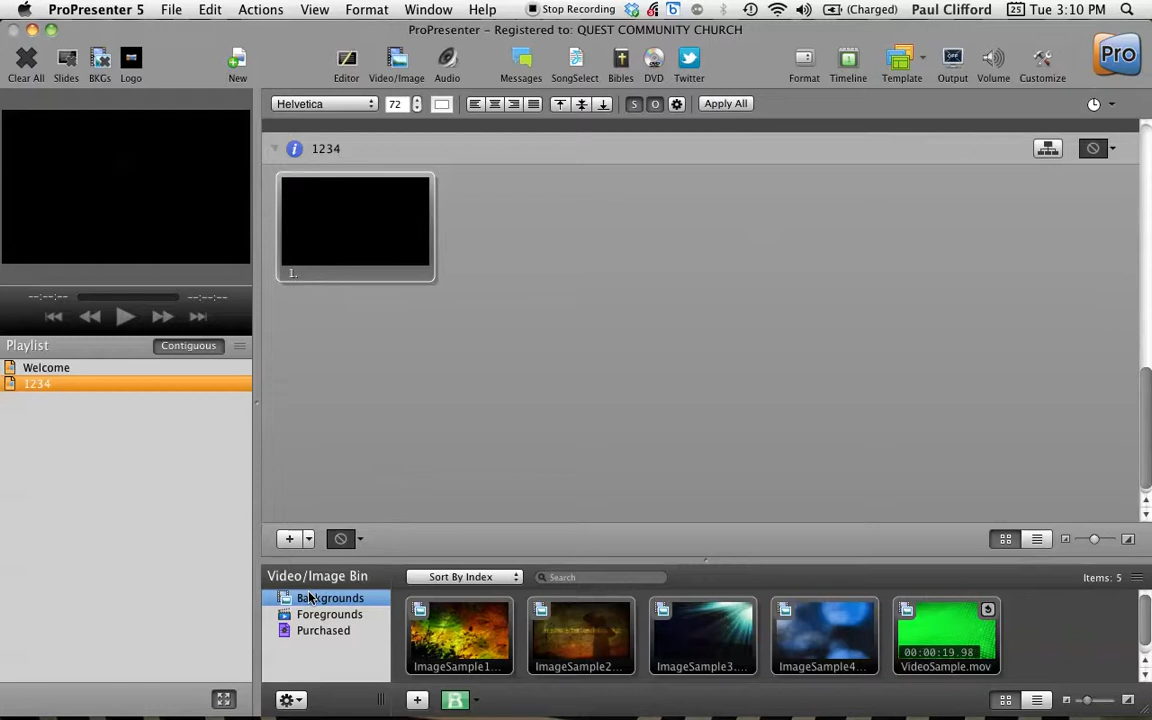 ProPresenter 5 File Edit Actions View Format Window Help Stop Recording (Charged) Paul Clifford 25 Tue 3:10 PM
ProPresenter – Registered to: QUEST COMMUNITY CHURCH
Clear All Slides BKGs Logo New Editor Video/Image Audio Messages SongSelect Bibles DVD Twitter Format Timeline Template OFF Output Volume Customize Pro
Helvetica 72 S O Apply All
1234
1.
--:--:-- --:--:--
Playlist Contiguous
Welcome
1234
Video/Image Bin Sort By Index Search Items: 5
Backgrounds
Foregrounds
Purchased
00:00:19.98
ImageSample1... ImageSample2... ImageSample3.... ImageSample4... VideoSample.mov
B